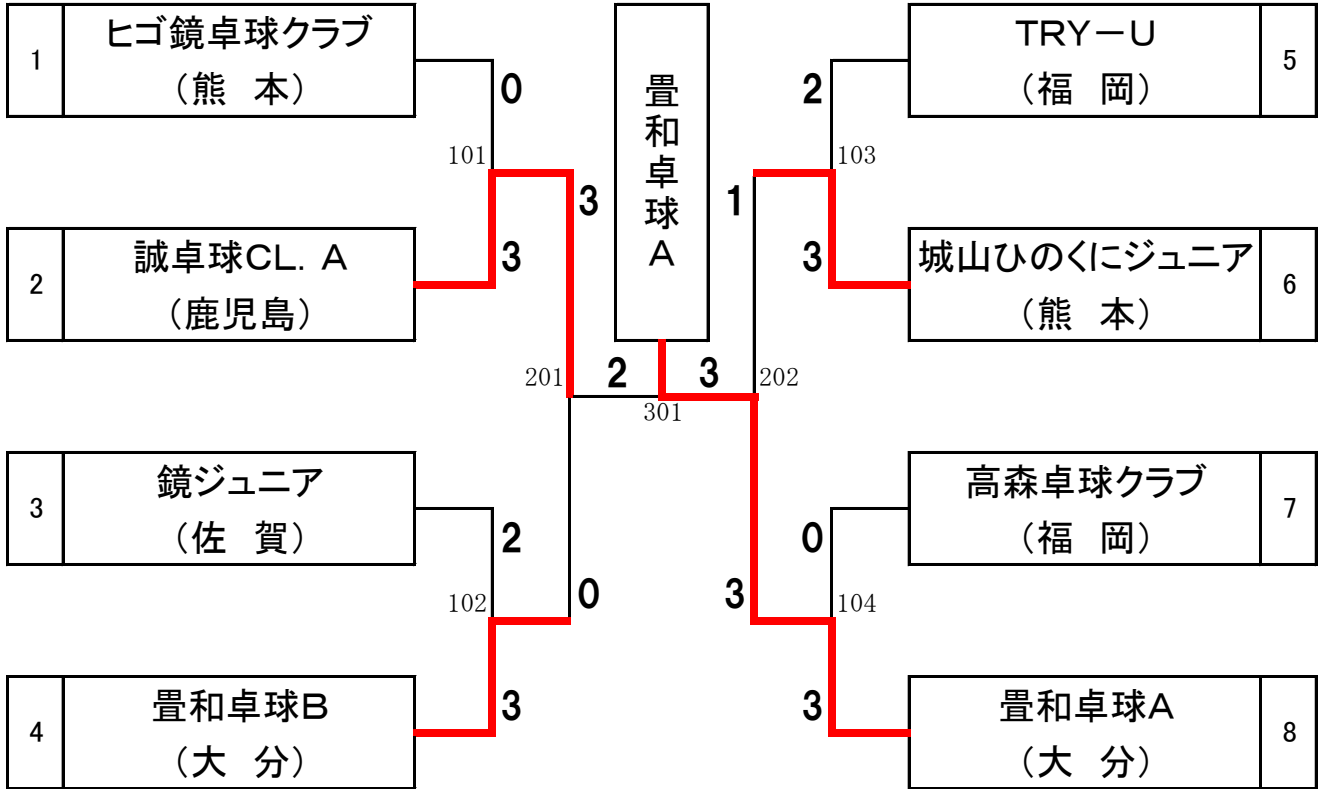 1
ヒゴ鏡卓球クラブ
(熊 本)
0
101
2
誠卓球CL. A
(鹿児島)
3
3
201
2
3
鏡ジュニア
(佐 賀)
2
102
0
4
畳和卓球B
(大 分)
3
畳和卓球A
301
3
TRY－U
(福 岡)
5
2
103
1
城山ひのくにジュニア
(熊 本)
6
3
202
高森卓球クラブ
(福 岡)
7
0
104
3
畳和卓球A
(大 分)
8
3